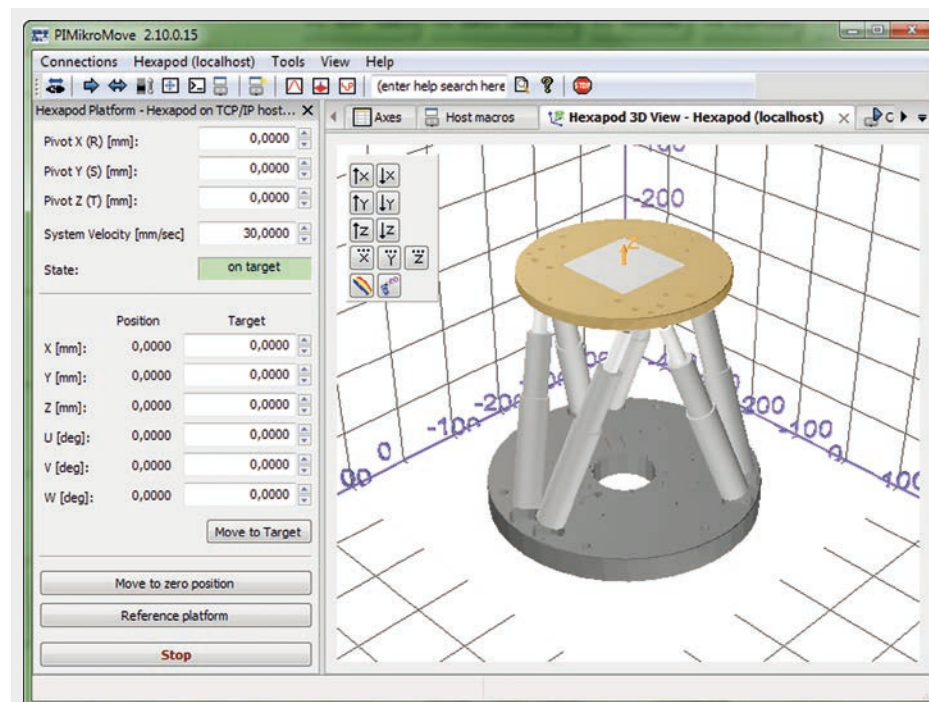 PIMikroMove 2.10.0.15
Connections Hexapod (localhost) Tools View Help
(enter help search here
STOP
Hexapod Platform - Hexapod on TCP/IP host... X
Axes Host macros Hexapod 3D View - Hexapod (localhost) C
Pivot X (R) [mm]: 0,0000
Pivot Y (S) [mm]: 0,0000
Pivot Z (T) [mm]: 0,0000
System Velocity [mm/sec] 30,0000
State: on target
Position Target
X [mm]: 0,0000 0,0000
Y [mm]: 0,0000 0,0000
Z [mm]: 0,0000 0,0000
U [deg]: 0,0000 0,0000
V [deg]: 0,0000 0,0000
W [deg]: 0,0000 0,0000
Move to Target
Move to zero position
Reference platform
Stop
X X
Y Y
Z Z
X Y Z
-200
Z
-200
-100
0
200
-100
0